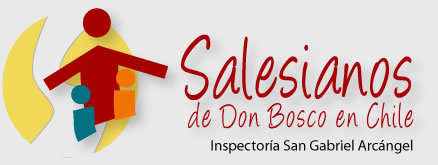 Salesianos
de Don Bosco en Chile
Inspectoría San Gabriel Arcángel